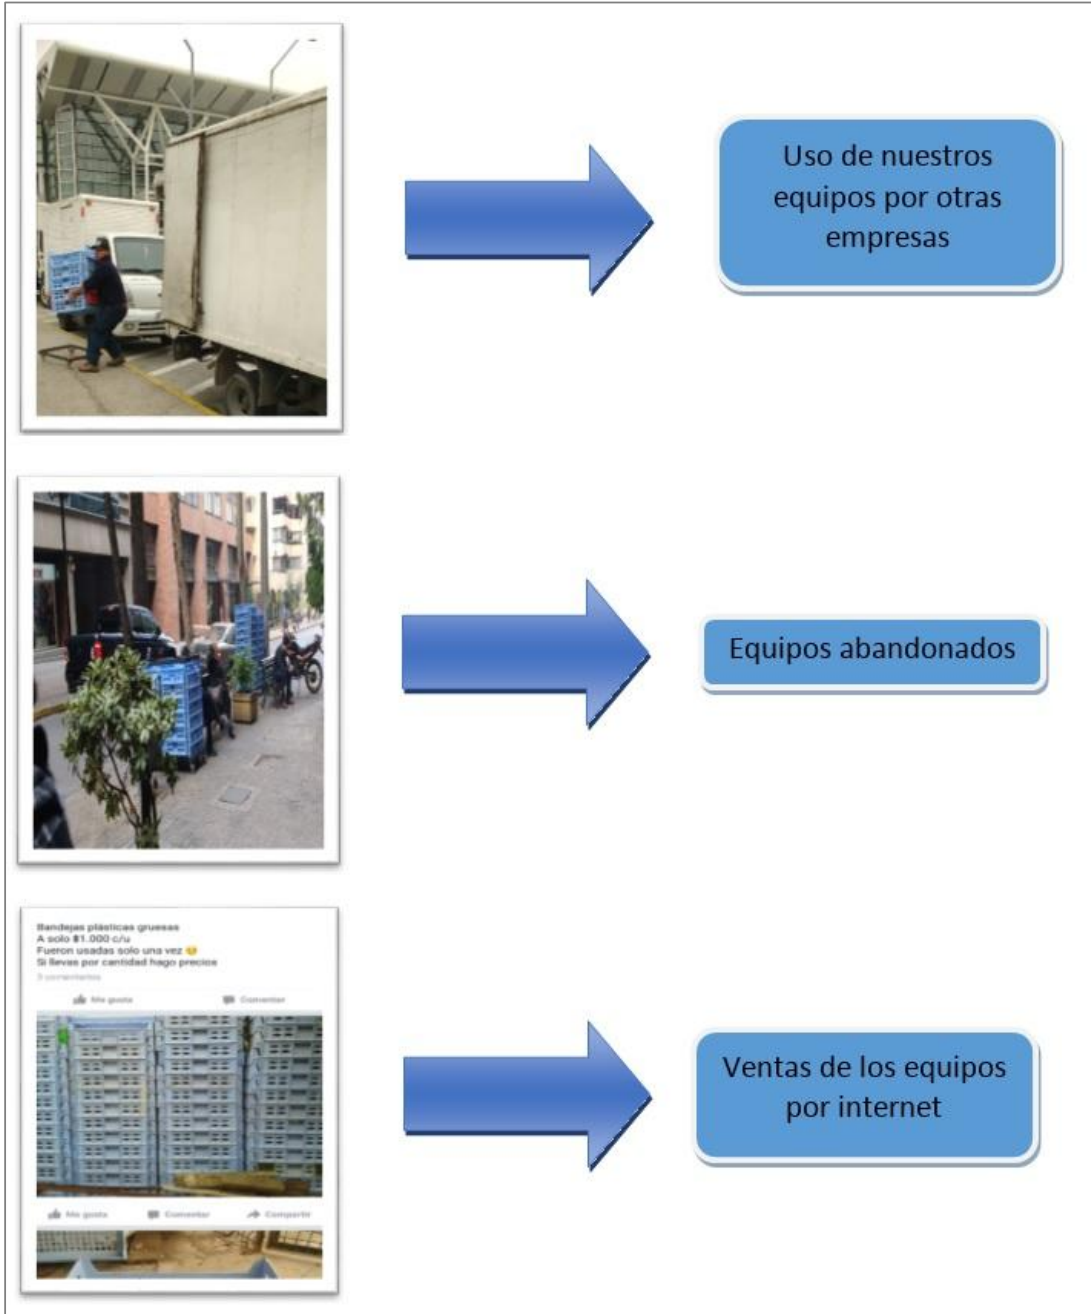 Uso de nuestros
equipos por otras
empresas
Equipos abandonados
Bandejas plásticas gruesas
A solo $1.000 c/u
Fueron usadas solo una vez
Si llevas por cantidad hago precios
3 comentarios
Me gusta Comentar
Me gusta Comentar Compartir
Ventas de los equipos
por internet